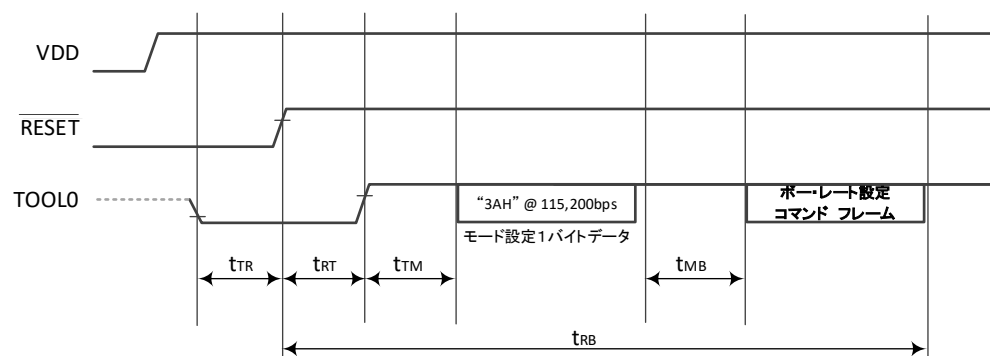 VDD
RESET
TOOL0
“3AH” @ 115,200bps
モード設定1バイトデータ
ボー・レート設定
コマンド フレーム
tTR
tRT
tTM
tMB
tRB